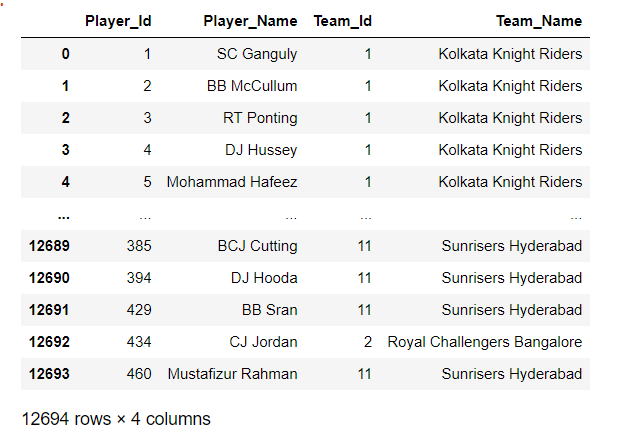 Player_Id Player_Name Team_Id Team_Name
0 1 SC Ganguly 1 Kolkata Knight Riders
1 2 BB McCullum 1 Kolkata Knight Riders
2 3 RT Ponting 1 Kolkata Knight Riders
3 4 DJ Hussey 1 Kolkata Knight Riders
4 5 Mohammad Hafeez 1 Kolkata Knight Riders
... ... ... ... ...
12689 385 BCJ Cutting 11 Sunrisers Hyderabad
12690 394 DJ Hooda 11 Sunrisers Hyderabad
12691 429 BB Sran 11 Sunrisers Hyderabad
12692 434 CJ Jordan 2 Royal Challengers Bangalore
12693 460 Mustafizur Rahman 11 Sunrisers Hyderabad
12694 rows × 4 columns